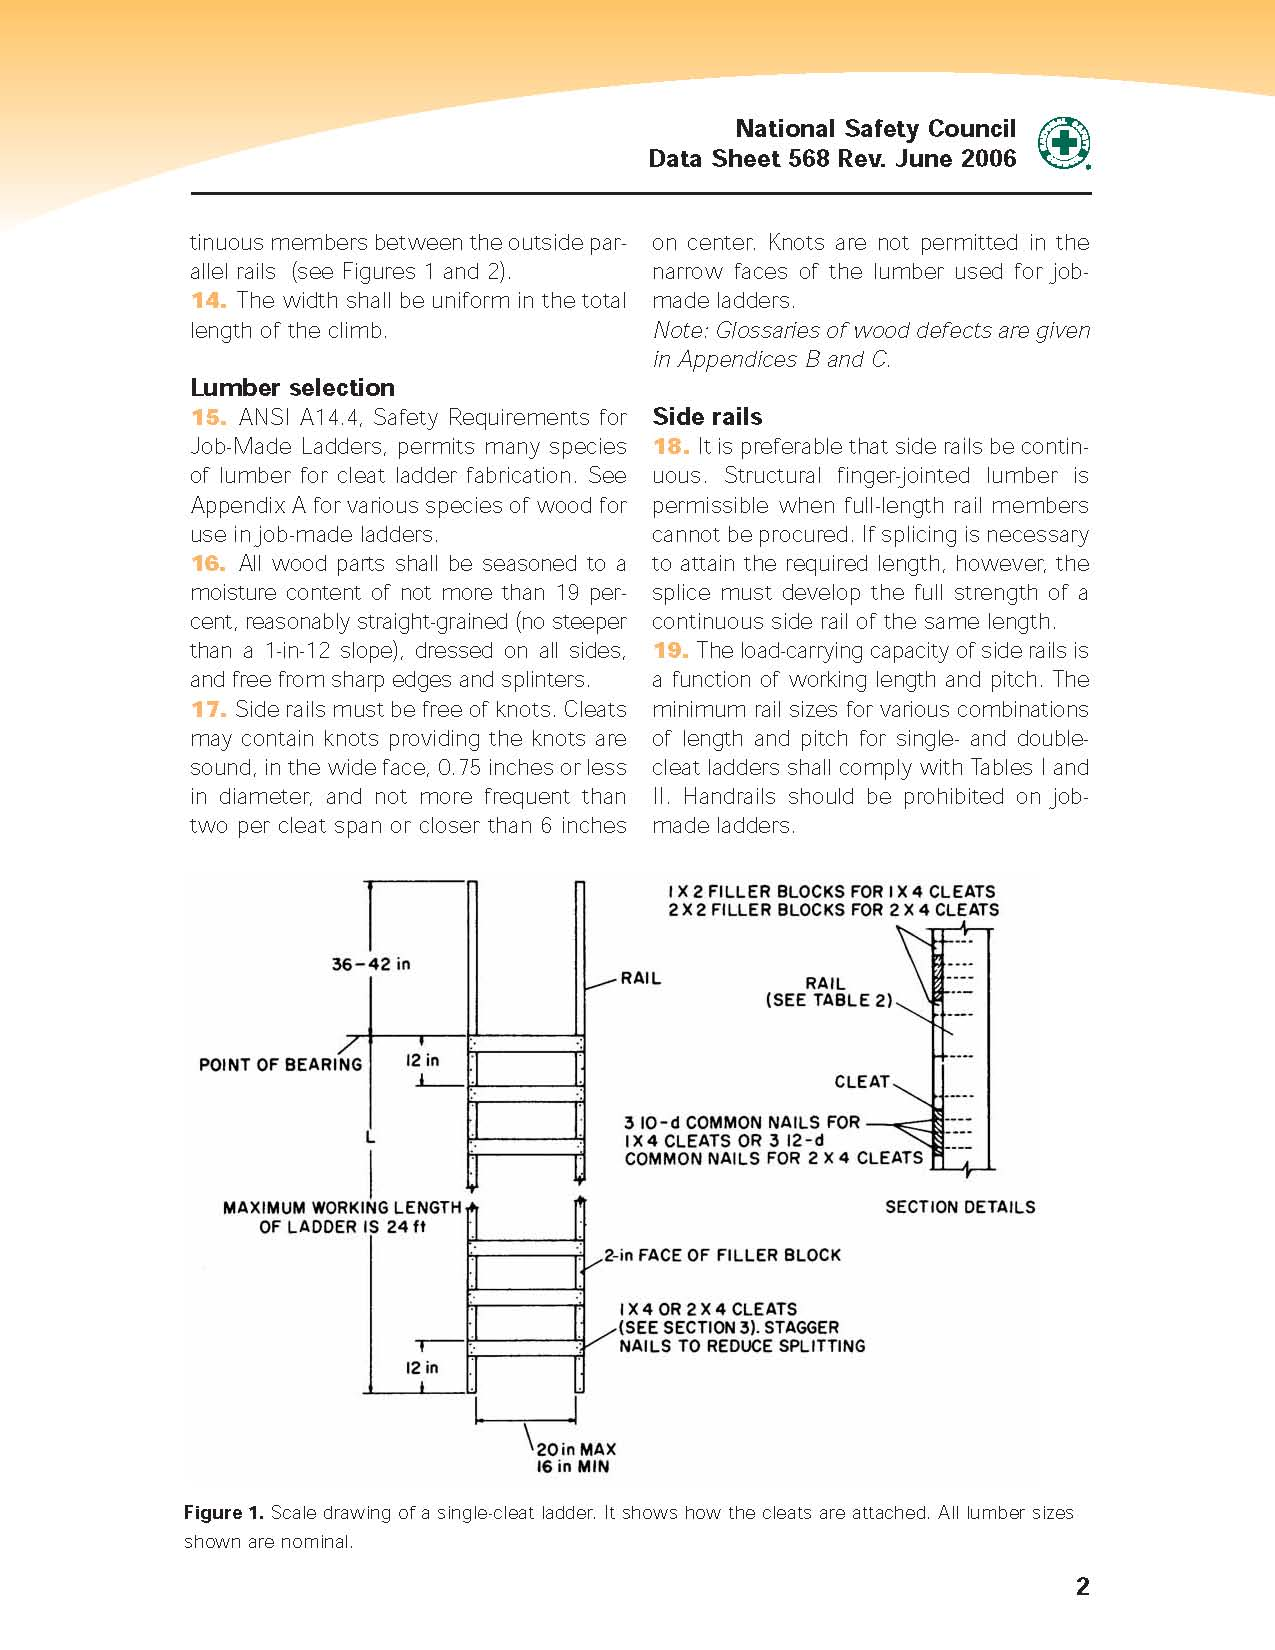 National Safety Council
Data Sheet 568 Rev. June 2006
tinuous members between the outside par-
allel rails (see Figures 1 and 2).
14. The width shall be uniform in the total
length of the climb.
Lumber selection
15. ANSI A14.4, Safety Requirements for
Job-Made Ladders, permits many species
of lumber for cleat ladder fabrication. See
Appendix A for various species of wood for
use in job-made ladders.
16. All wood parts shall be seasoned to a
moisture content of not more than 19 per-
cent, reasonably straight-grained (no steeper
than a 1-in-12 slope), dressed on all sides,
and free from sharp edges and splinters.
17. Side rails must be free of knots. Cleats
may contain knots providing the knots are
sound, in the wide face, 0.75 inches or less
in diameter, and not more frequent than
two per cleat span or closer than 6 inches
on center. Knots are not permitted in the
narrow faces of the lumber used for job-
made ladders.
Note: Glossaries of wood defects are given
in Appendices B and C.
Side rails
18. It is preferable that side rails be contin-
uous. Structural finger-jointed lumber is
permissible when full-length rail members
cannot be procured. If splicing is necessary
to attain the required length, however, the
splice must develop the full strength of a
continuous side rail of the same length.
19. The load-carrying capacity of side rails is
a function of working length and pitch. The
minimum rail sizes for various combinations
of length and pitch for single- and double-
cleat ladders shall comply with Tables I and
II. Handrails should be prohibited on job-
made ladders.
36-42 in
POINT OF BEARING
12 in
L
MAXIMUM WORKING LENGTH
OF LADDER IS 24 ft
12 in
20 in MAX
16 in MIN
RAIL
2-in FACE OF FILLER BLOCK
1 X 4 OR 2 X 4 CLEATS
(SEE SECTION 3). STAGGER
NAILS TO REDUCE SPLITTING
1 X 2 FILLER BLOCKS FOR 1 X 4 CLEATS
2 X 2 FILLER BLOCKS FOR 2 X 4 CLEATS
RAIL
(SEE TABLE 2)
CLEAT
3 10-d COMMON NAILS FOR
1 X 4 CLEATS OR 3 12-d
COMMON NAILS FOR 2 X 4 CLEATS
SECTION DETAILS
Figure 1. Scale drawing of a single-cleat ladder. It shows how the cleats are attached. All lumber sizes
shown are nominal.
2